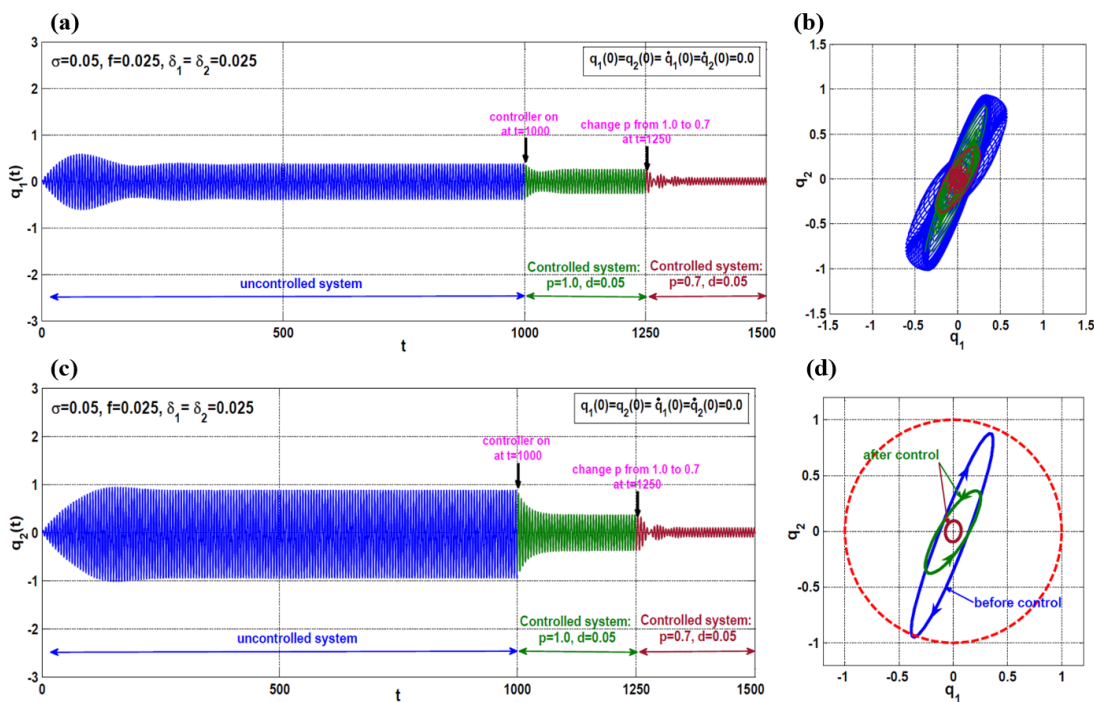 (a)
3
2
1
0
-1
-2
-3
q₁(t)
σ=0.05, f=0.025, δ₁= δ₂=0.025
q₁(0)=q₂(0)= q̇₁(0)=q̇₂(0)=0.0
controller on
at t=1000
change p from 1.0 to 0.7
at t=1250
uncontrolled system
Controlled system:
p=1.0, d=0.05
Controlled system:
p=0.7, d=0.05
0
500
1000
1250
1500
t
(b)
1.5
1
0.5
0
-0.5
-1
-1.5
q₂
-1.5
-1
-0.5
0
0.5
1
1.5
q₁
(c)
3
2
1
0
-1
-2
-3
q₂(t)
σ=0.05, f=0.025, δ₁= δ₂=0.025
q₁(0)=q₂(0)= q̇₁(0)=q̇₂(0)=0.0
controller on
at t=1000
change p from 1.0 to 0.7
at t=1250
uncontrolled system
Controlled system:
p=1.0, d=0.05
Controlled system:
p=0.7, d=0.05
0
500
1000
1250
1500
t
(d)
1
0.5
0
-0.5
-1
q₂
after control
before control
-1
-0.5
0
0.5
1
q₁